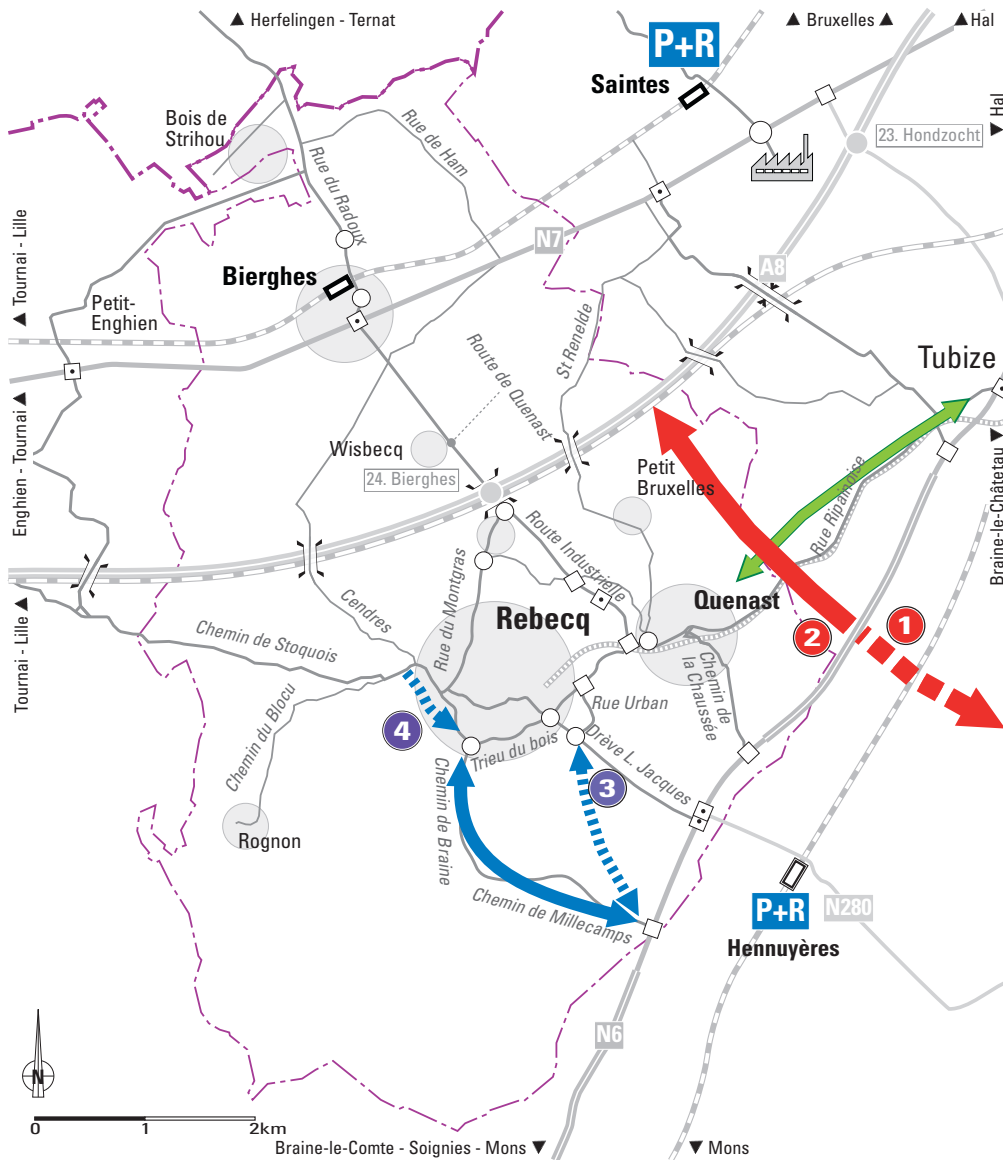 ▲ Herfelingen - Ternat
▲ Bruxelles ▲
▲Hal
P+R
Saintes
Bois de
Strihou
Rue de Ham
23. Hondzocht
▼ Hal
Rue du Radoux
N7
A8
Bierghes
▲ Tournai - Lille
Petit-
Enghien
St Renelde
Route de Quenast
Tubize
Enghien - Tournai ▲
Wisbecq
24. Bierghes
Petit
Bruxelles
Rue Ripainoise
Braine-le-Châtetau ▼
Route Industrielle
Rue du Montgras
Cendres
Rebecq
Quenast
Tournai - Lille ▲
Chemin de Stoquois
2
1
Chemin de
la Chaussée
Rue Urban
Chemin du Blocu
4
Trieu du bois
Drève L. Jacques
3
Rognon
Chemin de Braine
Chemin de Millecamps
P+R
N280
Hennuyères
N6
N
0 1 2km
Braine-le-Comte - Soignies - Mons ▼
▼ Mons